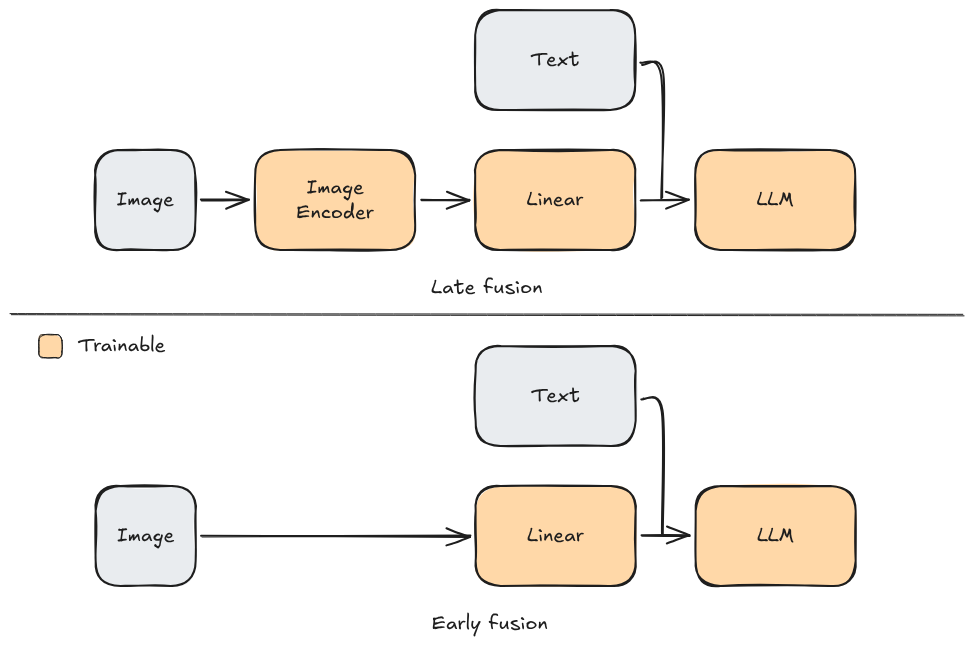 Text
Image
Image
Encoder
Linear
LLM
Late fusion
Trainable
Text
Image
Linear
LLM
Early fusion